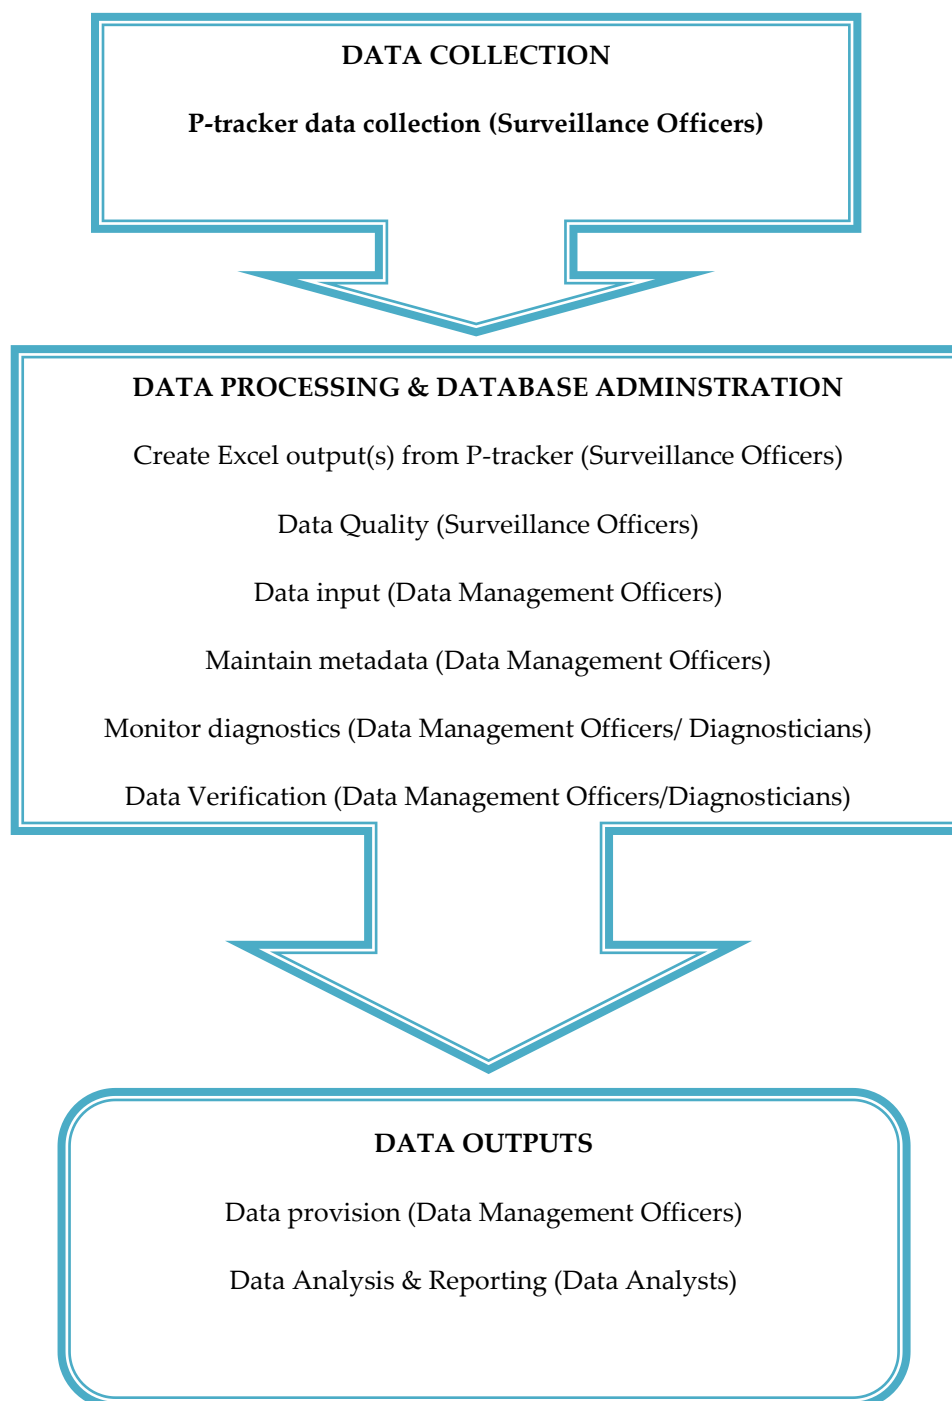 DATA COLLECTION
P-tracker data collection (Surveillance Officers)
DATA PROCESSING & DATABASE ADMINSTRATION
Create Excel output(s) from P-tracker (Surveillance Officers)
Data Quality (Surveillance Officers)
Data input (Data Management Officers)
Maintain metadata (Data Management Officers)
Monitor diagnostics (Data Management Officers/ Diagnosticians)
Data Verification (Data Management Officers/Diagnosticians)
DATA OUTPUTS
Data provision (Data Management Officers)
Data Analysis & Reporting (Data Analysts)